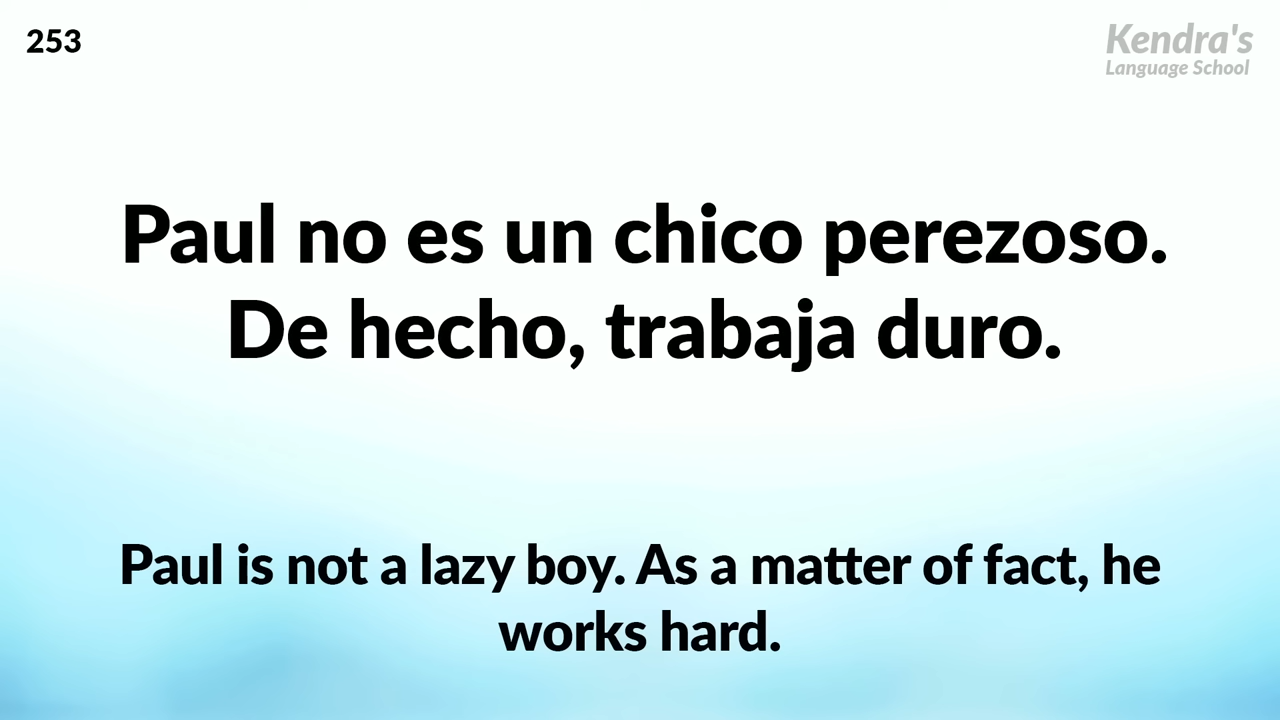 253
Kendra's
Language School
Paul no es un chico perezoso.
De hecho, trabaja duro.
Paul is not a lazy boy. As a matter of fact, he
works hard.